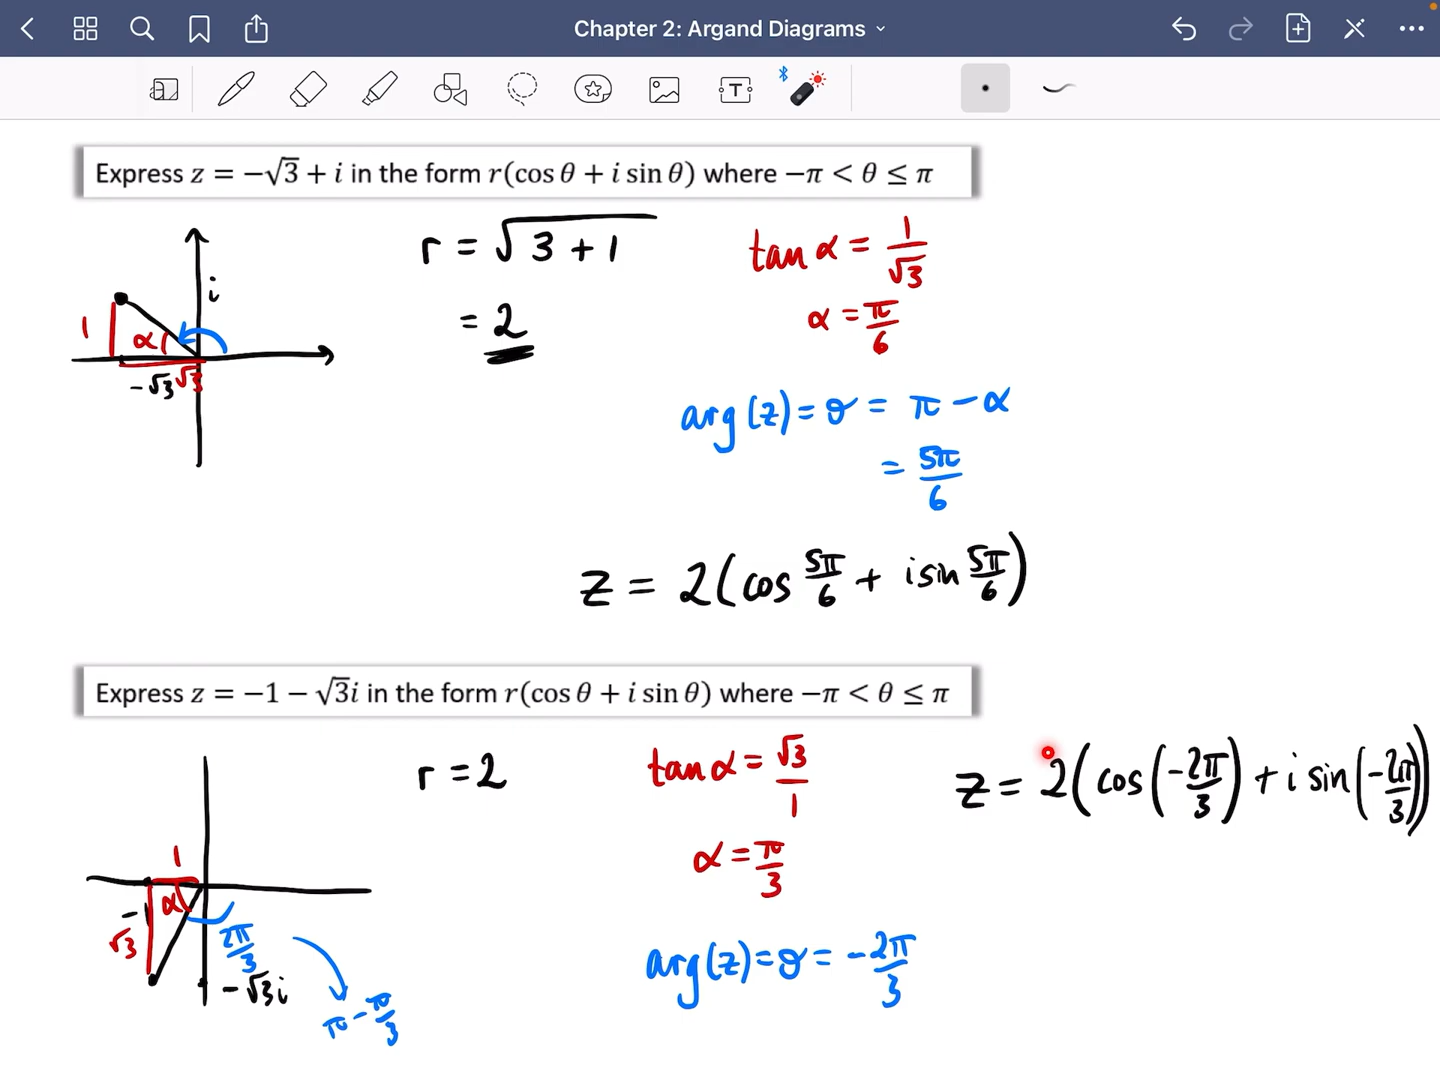 Chapter 2: Argand Diagrams
Express z = −√3 + i in the form r(cos θ + i sin θ) where −π < θ ≤ π
i
1
α
−√3
√3
r = √3 + 1
= 2
tan α = 1/√3
α = π/6
arg(z) = θ = π − α
= 5π/6
z = 2(cos 5π/6 + i sin 5π/6)
Express z = −1 − √3i in the form r(cos θ + i sin θ) where −π < θ ≤ π
1
α
−1
√3
2π/3
−√3i
π − π/3
r = 2
tan α = √3/1
α = π/3
arg(z) = θ = −2π/3
z = 2(cos(−2π/3) + i sin(−2π/3))